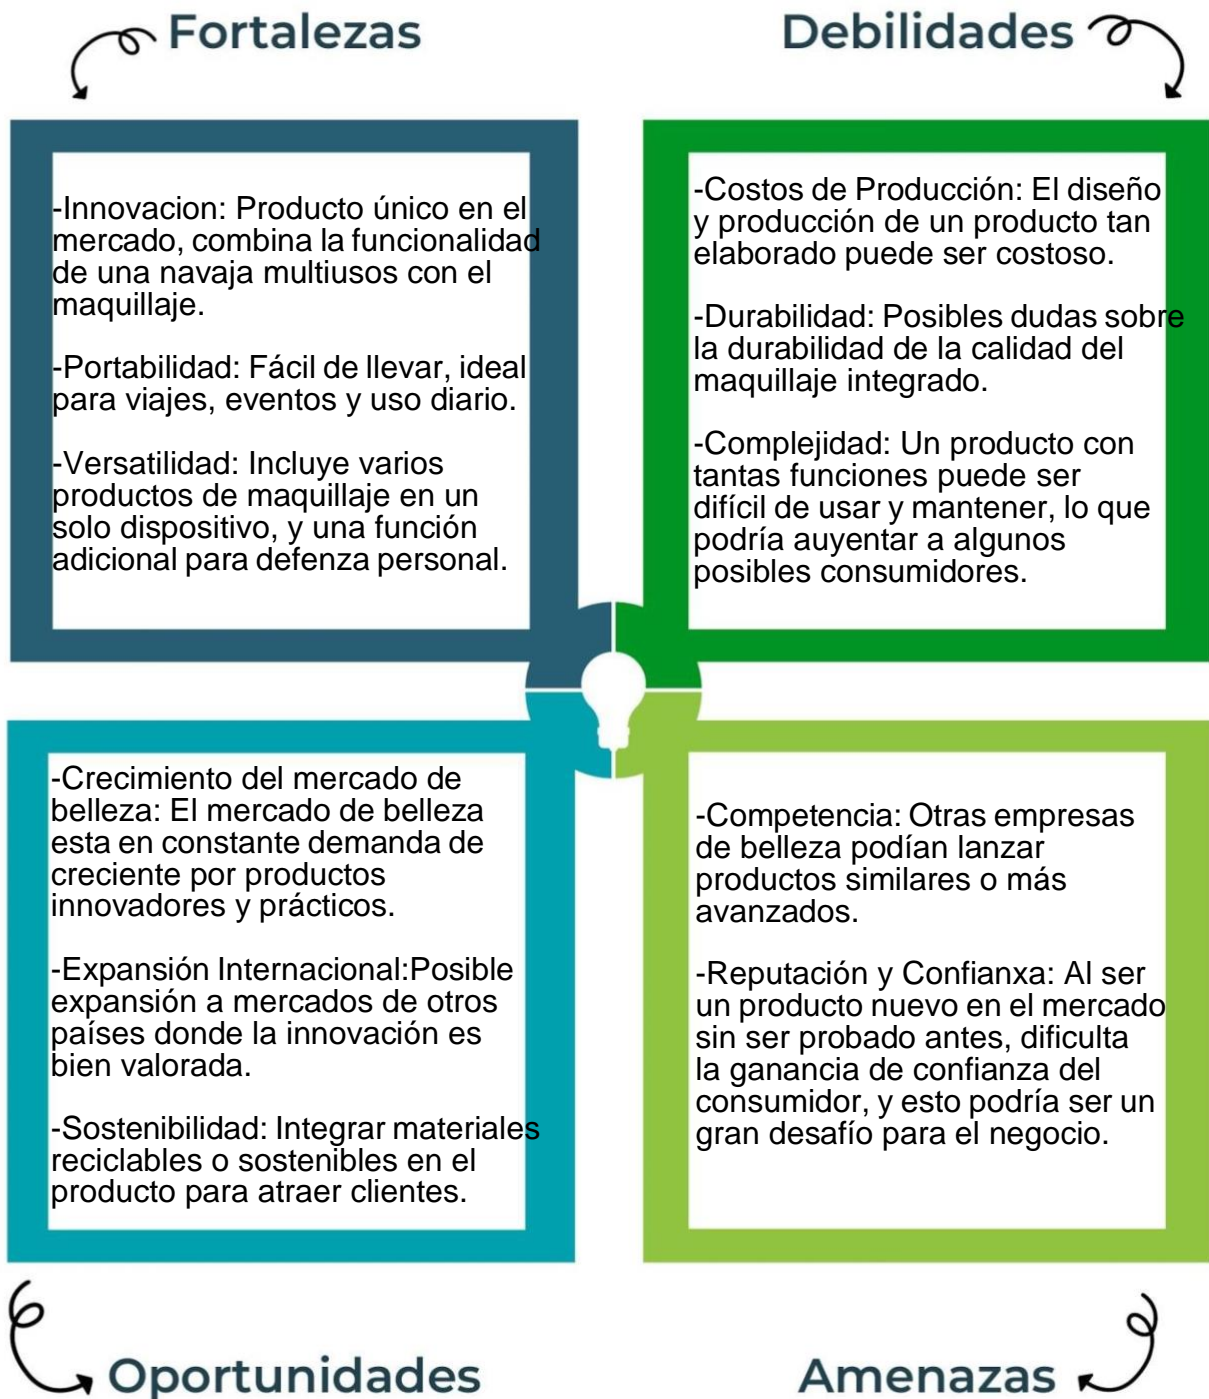 Fortalezas
-Innovacion: Producto único en el
mercado, combina la funcionalidad
de una navaja multiusos con el
maquillaje.
-Portabilidad: Fácil de llevar, ideal
para viajes, eventos y uso diario.
-Versatilidad: Incluye varios
productos de maquillaje en un
solo dispositivo, y una función
adicional para defenza personal.
Debilidades
-Costos de Producción: El diseño
y producción de un producto tan
elaborado puede ser costoso.
-Durabilidad: Posibles dudas sobre
la durabilidad de la calidad del
maquillaje integrado.
-Complejidad: Un producto con
tantas funciones puede ser
difícil de usar y mantener, lo que
podría auyentar a algunos
posibles consumidores.
-Crecimiento del mercado de
belleza: El mercado de belleza
esta en constante demanda de
creciente por productos
innovadores y prácticos.
-Expansión Internacional:Posible
expansión a mercados de otros
países donde la innovación es
bien valorada.
-Sostenibilidad: Integrar materiales
reciclables o sostenibles en el
producto para atraer clientes.
Oportunidades
-Competencia: Otras empresas
de belleza podían lanzar
productos similares o más
avanzados.
-Reputación y Confianxa: Al ser
un producto nuevo en el mercado
sin ser probado antes, dificulta
la ganancia de confianza del
consumidor, y esto podría ser un
gran desafío para el negocio.
Amenazas